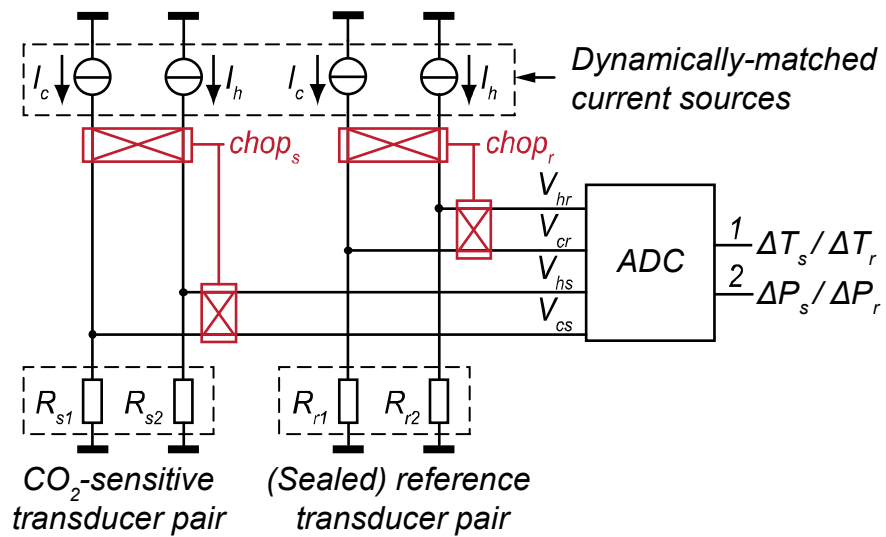 I_c I_h I_c I_h
Dynamically-matched
current sources
chop_s chop_r
V_hr
V_cr
V_hs
V_cs
ADC
1 ΔT_s / ΔT_r
2 ΔP_s / ΔP_r
R_s1 R_s2 R_r1 R_r2
CO_2-sensitive
transducer pair
(Sealed) reference
transducer pair